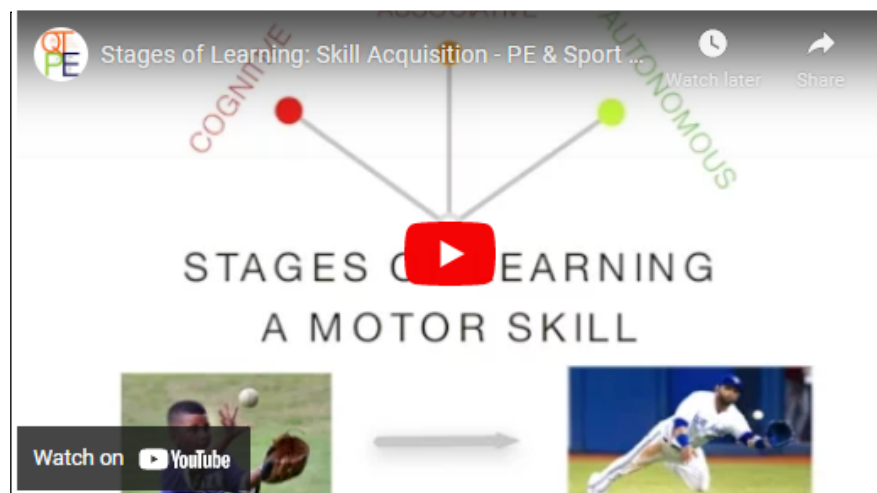 ASSOCIATIVE
QT
PE
Stages of Learning: Skill Acquisition - PE & Sport ...
Watch later
Share
COGNITIVE
AUTONOMOUS
STAGES OF LEARNING
A MOTOR SKILL
Watch on YouTube